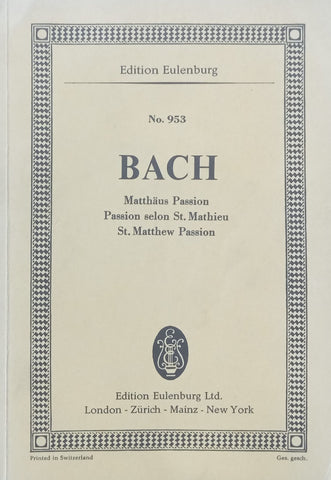 Edition Eulenburg
No. 953
BACH
Matthäus Passion
Passion selon St. Mathieu
St. Matthew Passion
EE
Edition Eulenburg Ltd.
London - Zürich - Mainz - New York
Printed in Switzerland
Ges. gesch.